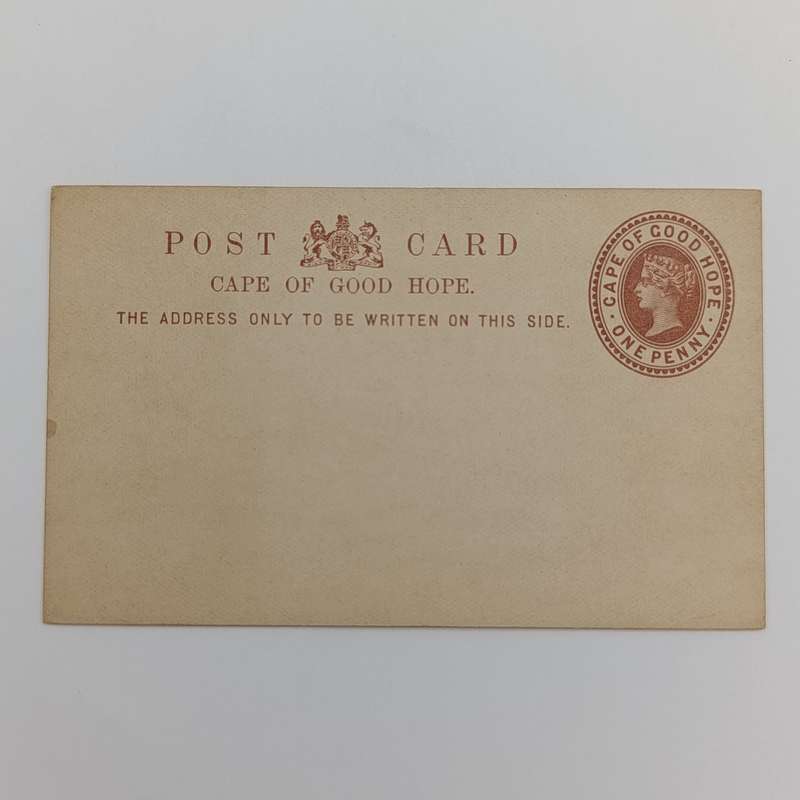 POST CARD
CAPE OF GOOD HOPE.
THE ADDRESS ONLY TO BE WRITTEN ON THIS SIDE.
CAPE OF GOOD HOPE
ONE PENNY